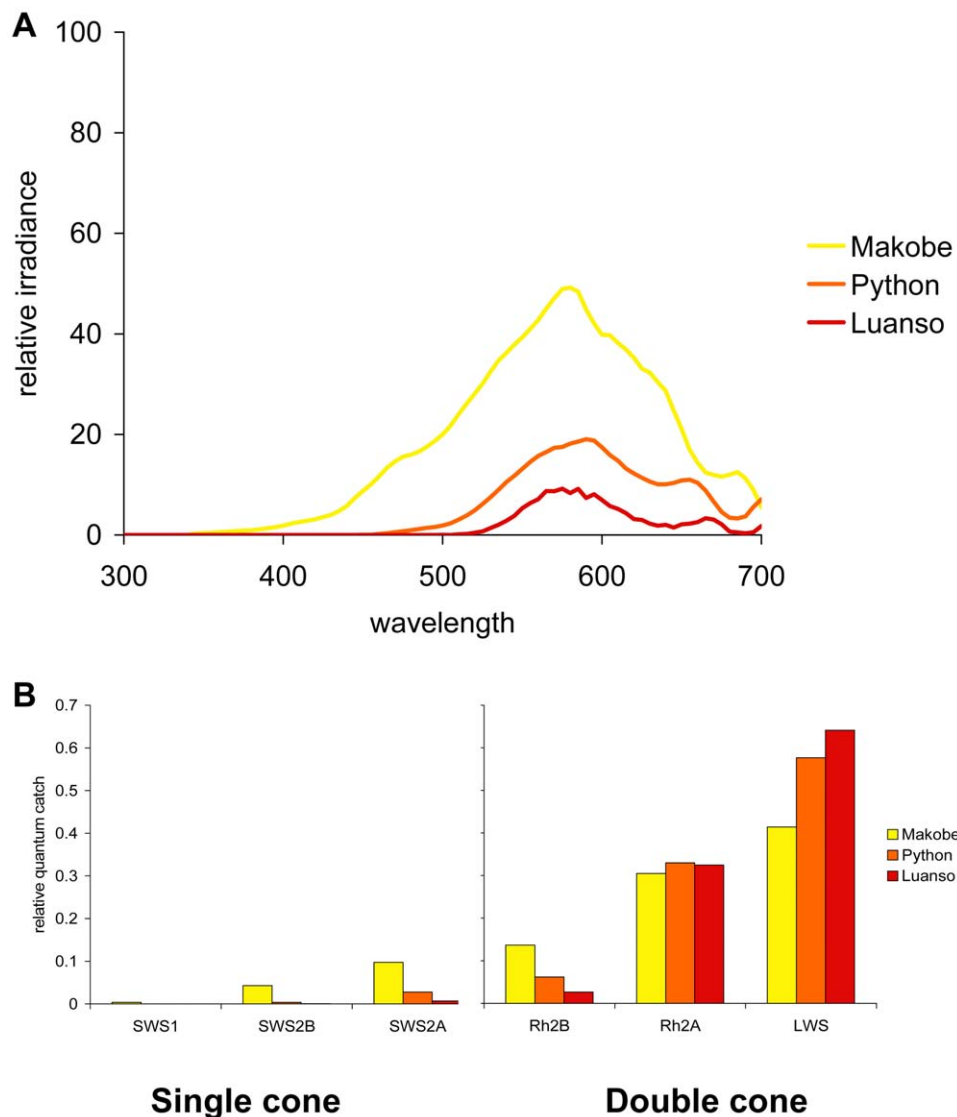 A
100
80
60
40
20
0
relative irradiance
300 400 500 600 700
wavelength
Makobe
Python
Luanso
B
0.7
0.6
0.5
0.4
0.3
0.2
0.1
0
relative quantum catch
SWS1 SWS2B SWS2A Rh2B Rh2A LWS
Makobe
Python
Luanso
Single cone Double cone